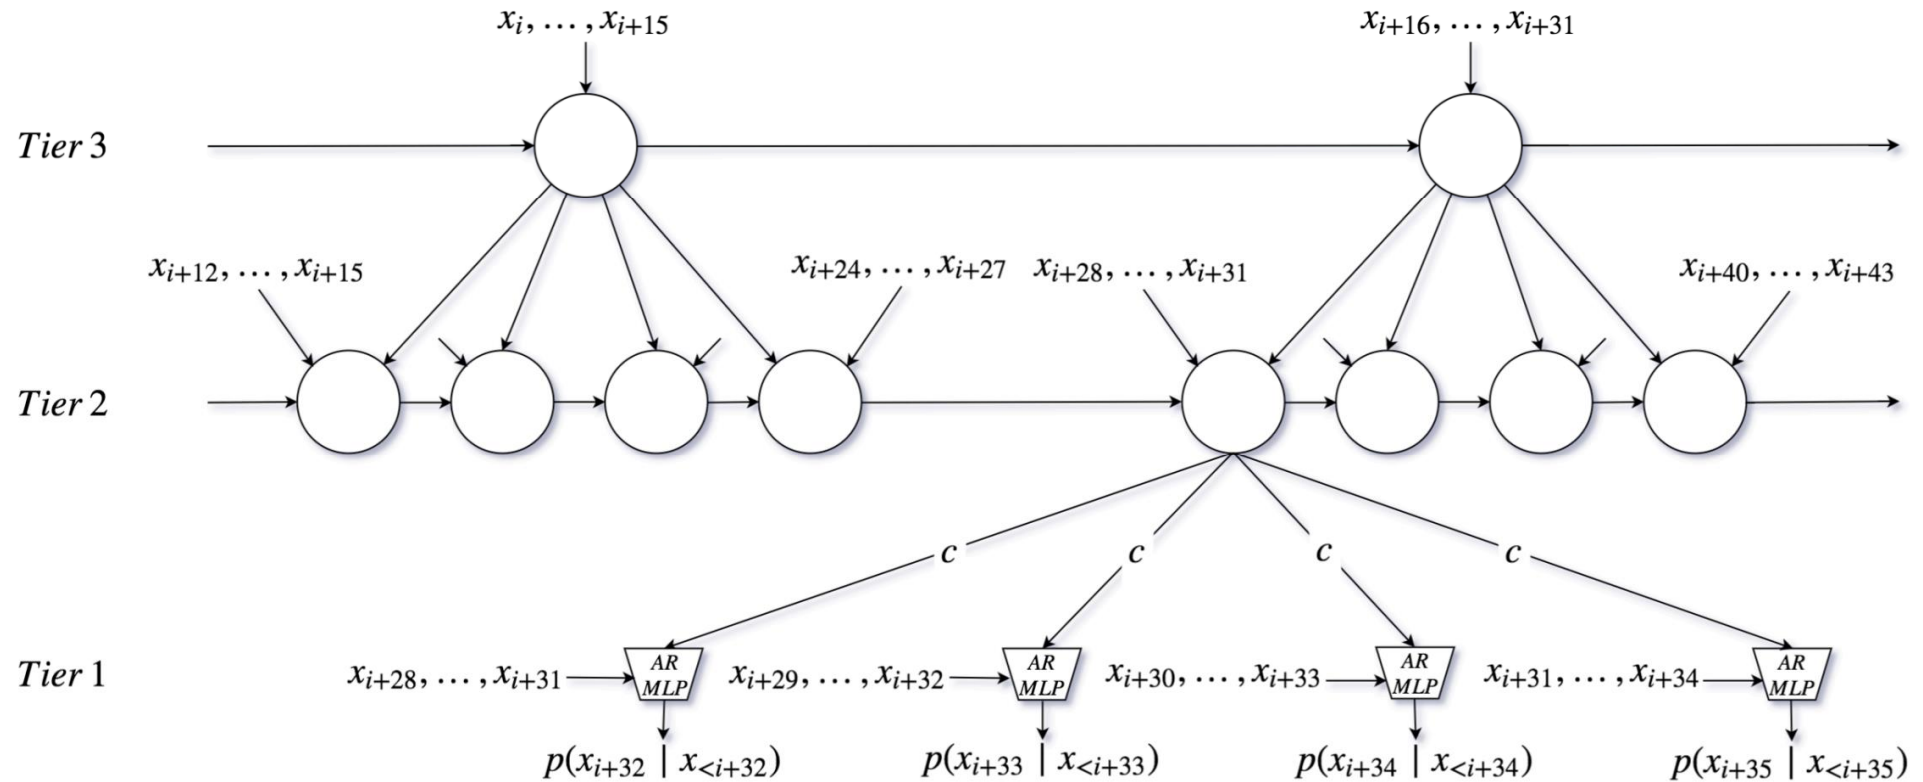 x_i, … , x_{i+15} x_{i+16}, … , x_{i+31}
Tier 3
x_{i+12}, … , x_{i+15} x_{i+24}, … , x_{i+27} x_{i+28}, … , x_{i+31} x_{i+40}, … , x_{i+43}
Tier 2
c c c c
AR AR AR AR
Tier 1 x_{i+28}, … , x_{i+31} MLP x_{i+29}, … , x_{i+32} MLP x_{i+30}, … , x_{i+33} MLP x_{i+31}, … , x_{i+34} MLP
p(x_{i+32} | x_{<i+32}) p(x_{i+33} | x_{<i+33}) p(x_{i+34} | x_{<i+34}) p(x_{i+35} | x_{<i+35})